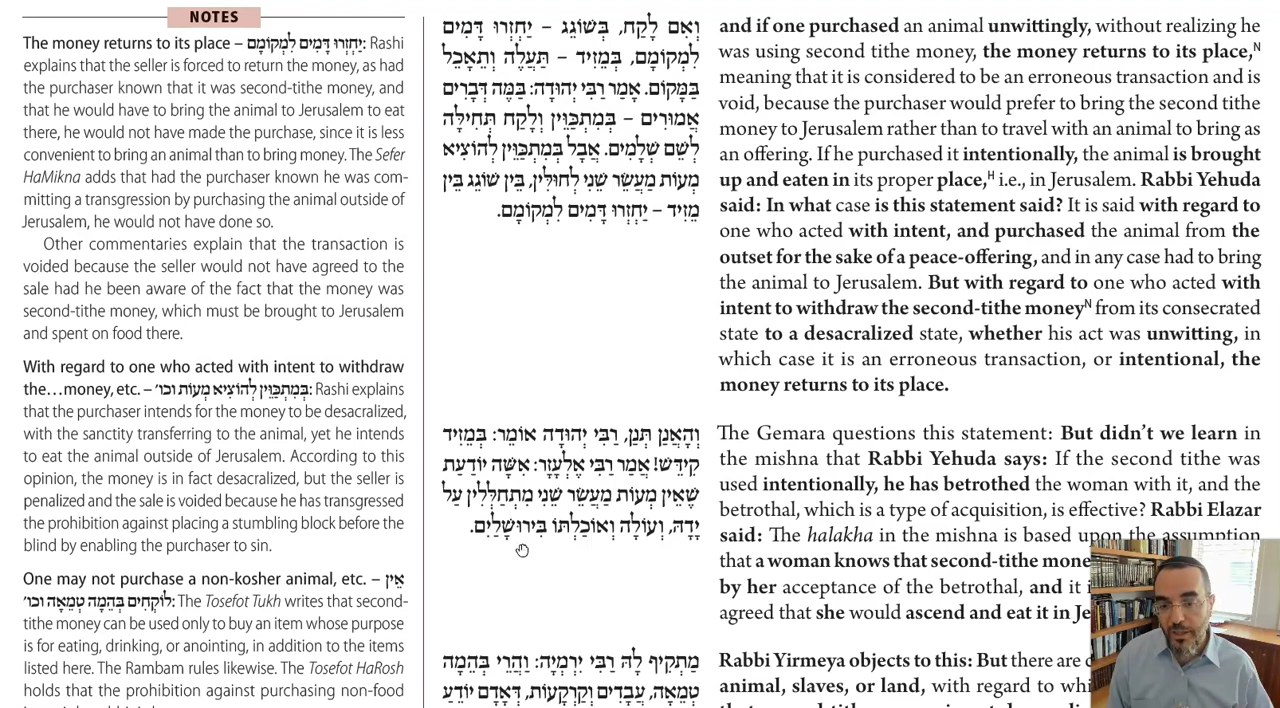 NOTES
The money returns to its place – יַחְזְרוּ דָּמִים לִמְקוֹמָם: Rashi
explains that the seller is forced to return the money, as had
the purchaser known that it was second-tithe money, and
that he would have to bring the animal to Jerusalem to eat
there, he would not have made the purchase, since it is less
convenient to bring an animal than to bring money. The Sefer
HaMikna adds that had the purchaser known he was com-
mitting a transgression by purchasing the animal outside of
Jerusalem, he would not have done so.
Other commentaries explain that the transaction is
voided because the seller would not have agreed to the
sale had he been aware of the fact that the money was
second-tithe money, which must be brought to Jerusalem
and spent on food there.
With regard to one who acted with intent to withdraw
the…money, etc. – בְּמִתְכַּוֵּין לְהוֹצִיא מְעוֹת וכו׳: Rashi explains
that the purchaser intends for the money to be desacralized,
with the sanctity transferring to the animal, yet he intends
to eat the animal outside of Jerusalem. According to this
opinion, the money is in fact desacralized, but the seller is
penalized and the sale is voided because he has transgressed
the prohibition against placing a stumbling block before the
blind by enabling the purchaser to sin.
One may not purchase a non-kosher animal, etc. – אֵין
לוֹקְחִים בְּהֵמָה טְמֵאָה וכו׳: The Tosefot Tukh writes that second-
tithe money can be used only to buy an item whose purpose
is for eating, drinking, or anointing, in addition to the items
listed here. The Rambam rules likewise. The Tosefot HaRosh
holds that the prohibition against purchasing non-food
וְאִם לָקַח, בְּשׁוֹגֵג – יַחְזְרוּ דָּמִים
לִמְקוֹמָם, בְּמֵזִיד – תַּעֲלֶה וְתֵאָכֵל
בַּמָּקוֹם. אָמַר רַבִּי יְהוּדָה: בַּמֶּה דְּבָרִים
אֲמוּרִים – בְּמִתְכַּוֵּין וְלָקַח תְּחִילָּה
לְשֵׁם שְׁלָמִים. אֲבָל בְּמִתְכַּוֵּין לְהוֹצִיא
מְעוֹת מַעֲשֵׂר שֵׁנִי לְחוּלִּין, בֵּין שׁוֹגֵג בֵּין
מֵזִיד – יַחְזְרוּ דָּמִים לִמְקוֹמָם.
וְהָאֲנַן תְּנַן, רַבִּי יְהוּדָה אוֹמֵר: בְּמֵזִיד
קִידֵּשׁ! אָמַר רַבִּי אֶלְעָזָר: אִשָּׁה יוֹדַעַת
שֶׁאֵין מְעוֹת מַעֲשֵׂר שֵׁנִי מִתְחַלְּלִין עַל
יָדָהּ, וְעוֹלָה וְאוֹכַלְתּוֹ בִּירוּשָׁלַיִם.
מַתְקֵיף לָהּ רַבִּי יִרְמְיָה: וַהֲרֵי בְּהֵמָה
טְמֵאָה, עֲבָדִים וְקַרְקָעוֹת, דְּאָדָם יוֹדֵעַ
and if one purchased an animal unwittingly, without realizing he
was using second tithe money, the money returns to its place,N
meaning that it is considered to be an erroneous transaction and is
void, because the purchaser would prefer to bring the second tithe
money to Jerusalem rather than to travel with an animal to bring as
an offering. If he purchased it intentionally, the animal is brought
up and eaten in its proper place,H i.e., in Jerusalem. Rabbi Yehuda
said: In what case is this statement said? It is said with regard to
one who acted with intent, and purchased the animal from the
outset for the sake of a peace-offering, and in any case had to bring
the animal to Jerusalem. But with regard to one who acted with
intent to withdraw the second-tithe moneyN from its consecrated
state to a desacralized state, whether his act was unwitting, in
which case it is an erroneous transaction, or intentional, the
money returns to its place.
The Gemara questions this statement: But didn't we learn in
the mishna that Rabbi Yehuda says: If the second tithe was
used intentionally, he has betrothed the woman with it, and the
betrothal, which is a type of acquisition, is effective? Rabbi Elazar
said: The halakha in the mishna is based upon the assumption
that a woman knows that second-tithe mone
by her acceptance of the betrothal, and it i
agreed that she would ascend and eat it in Je
Rabbi Yirmeya objects to this: But there are
animal, slaves, or land, with regard to whi